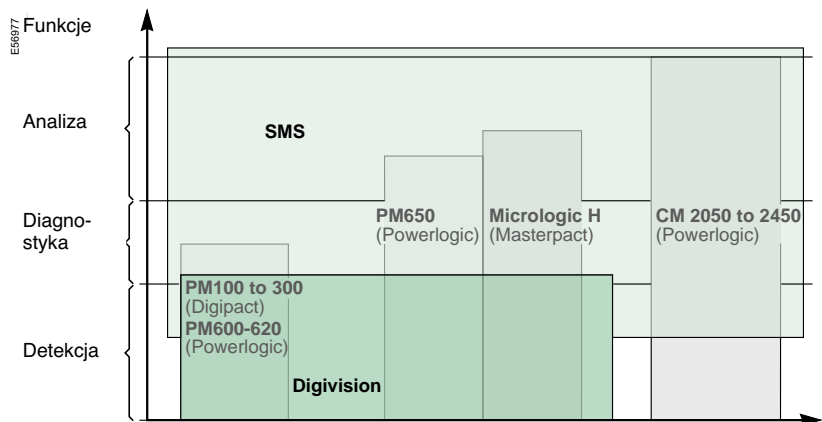 E56977
Funkcje
Analiza
SMS
Diagno-
styka
PM650
(Powerlogic)
Micrologic H
(Masterpact)
CM 2050 to 2450
(Powerlogic)
PM100 to 300
(Digipact)
PM600-620
(Powerlogic)
Detekcja
Digivision